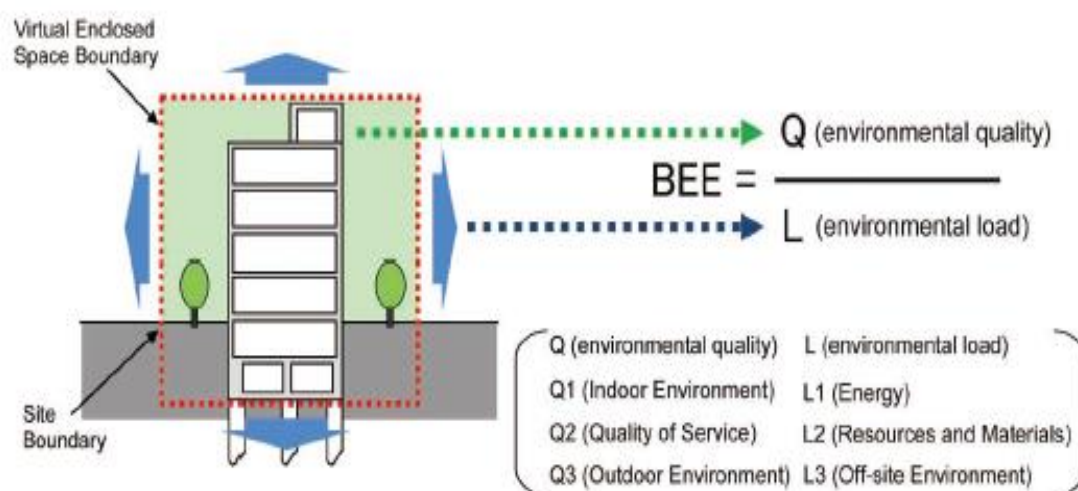 Virtual Enclosed
Space Boundary
Q (environmental quality)
BEE =
L (environmental load)
Site
Boundary
Q (environmental quality) L (environmental load)
Q1 (Indoor Environment) L1 (Energy)
Q2 (Quality of Service) L2 (Resources and Materials)
Q3 (Outdoor Environment) L3 (Off-site Environment)